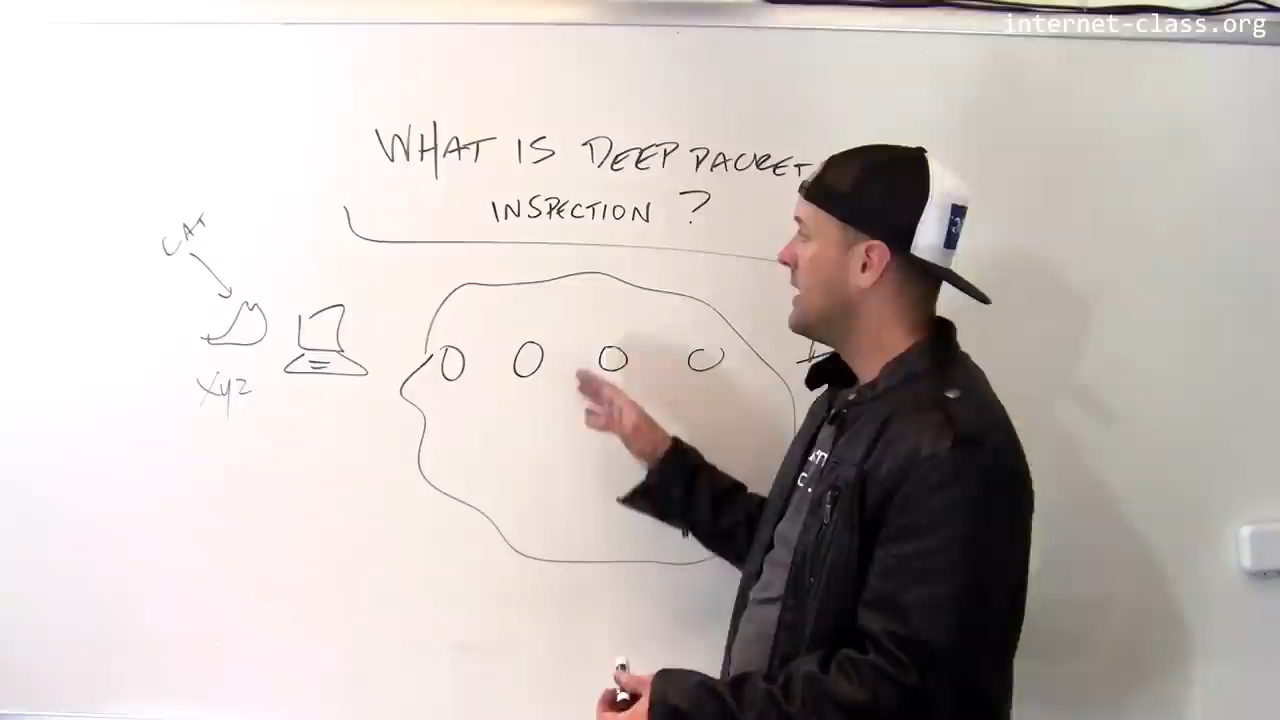 internet-class.org
WHAT IS DEEP PACKET
INSPECTION ?
CAT
XYZ